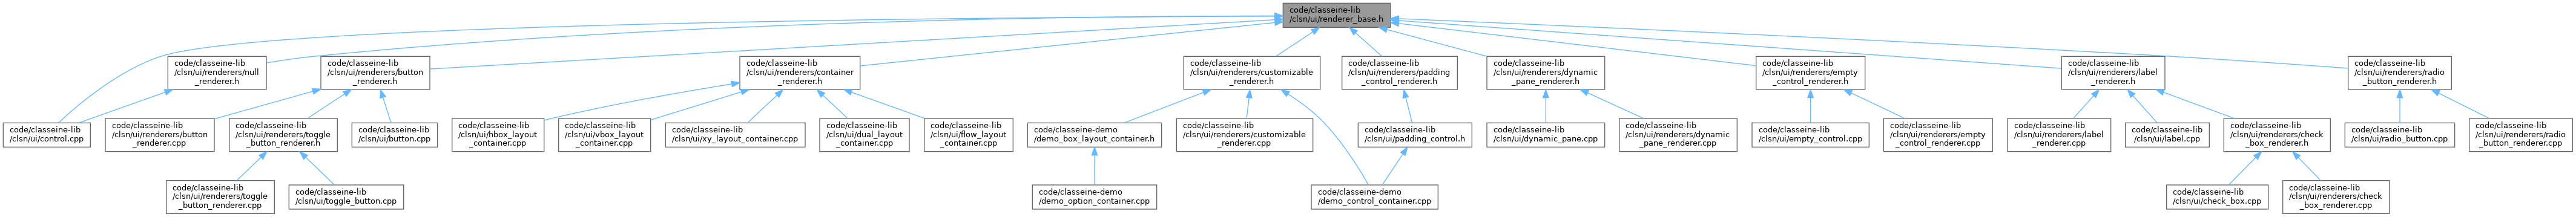 code/classeine-lib
/clsn/ui/renderer_base.h
code/classeine-lib
/clsn/ui/renderers/null
_renderer.h
code/classeine-lib
/clsn/ui/renderers/button
_renderer.h
code/classeine-lib
/clsn/ui/renderers/container
_renderer.h
code/classeine-lib
/clsn/ui/renderers/customizable
_renderer.h
code/classeine-lib
/clsn/ui/renderers/padding
_control_renderer.h
code/classeine-lib
/clsn/ui/renderers/dynamic
_pane_renderer.h
code/classeine-lib
/clsn/ui/renderers/empty
_control_renderer.h
code/classeine-lib
/clsn/ui/renderers/label
_renderer.h
code/classeine-lib
/clsn/ui/renderers/radio
_button_renderer.h
code/classeine-lib
/clsn/ui/control.cpp
code/classeine-lib
/clsn/ui/renderers/button
_renderer.cpp
code/classeine-lib
/clsn/ui/renderers/toggle
_button_renderer.h
code/classeine-lib
/clsn/ui/button.cpp
code/classeine-lib
/clsn/ui/hbox_layout
_container.cpp
code/classeine-lib
/clsn/ui/vbox_layout
_container.cpp
code/classeine-lib
/clsn/ui/xy_layout_container.cpp
code/classeine-lib
/clsn/ui/dual_layout
_container.cpp
code/classeine-lib
/clsn/ui/flow_layout
_container.cpp
code/classeine-demo
/demo_box_layout_container.h
code/classeine-lib
/clsn/ui/renderers/customizable
_renderer.cpp
code/classeine-lib
/clsn/ui/padding_control.h
code/classeine-lib
/clsn/ui/dynamic_pane.cpp
code/classeine-lib
/clsn/ui/renderers/dynamic
_pane_renderer.cpp
code/classeine-lib
/clsn/ui/empty_control.cpp
code/classeine-lib
/clsn/ui/renderers/empty
_control_renderer.cpp
code/classeine-lib
/clsn/ui/renderers/label
_renderer.cpp
code/classeine-lib
/clsn/ui/label.cpp
code/classeine-lib
/clsn/ui/renderers/check
_box_renderer.h
code/classeine-lib
/clsn/ui/radio_button.cpp
code/classeine-lib
/clsn/ui/renderers/radio
_button_renderer.cpp
code/classeine-lib
/clsn/ui/renderers/toggle
_button_renderer.cpp
code/classeine-lib
/clsn/ui/toggle_button.cpp
code/classeine-demo
/demo_option_container.cpp
code/classeine-demo
/demo_control_container.cpp
code/classeine-lib
/clsn/ui/check_box.cpp
code/classeine-lib
/clsn/ui/renderers/check
_box_renderer.cpp